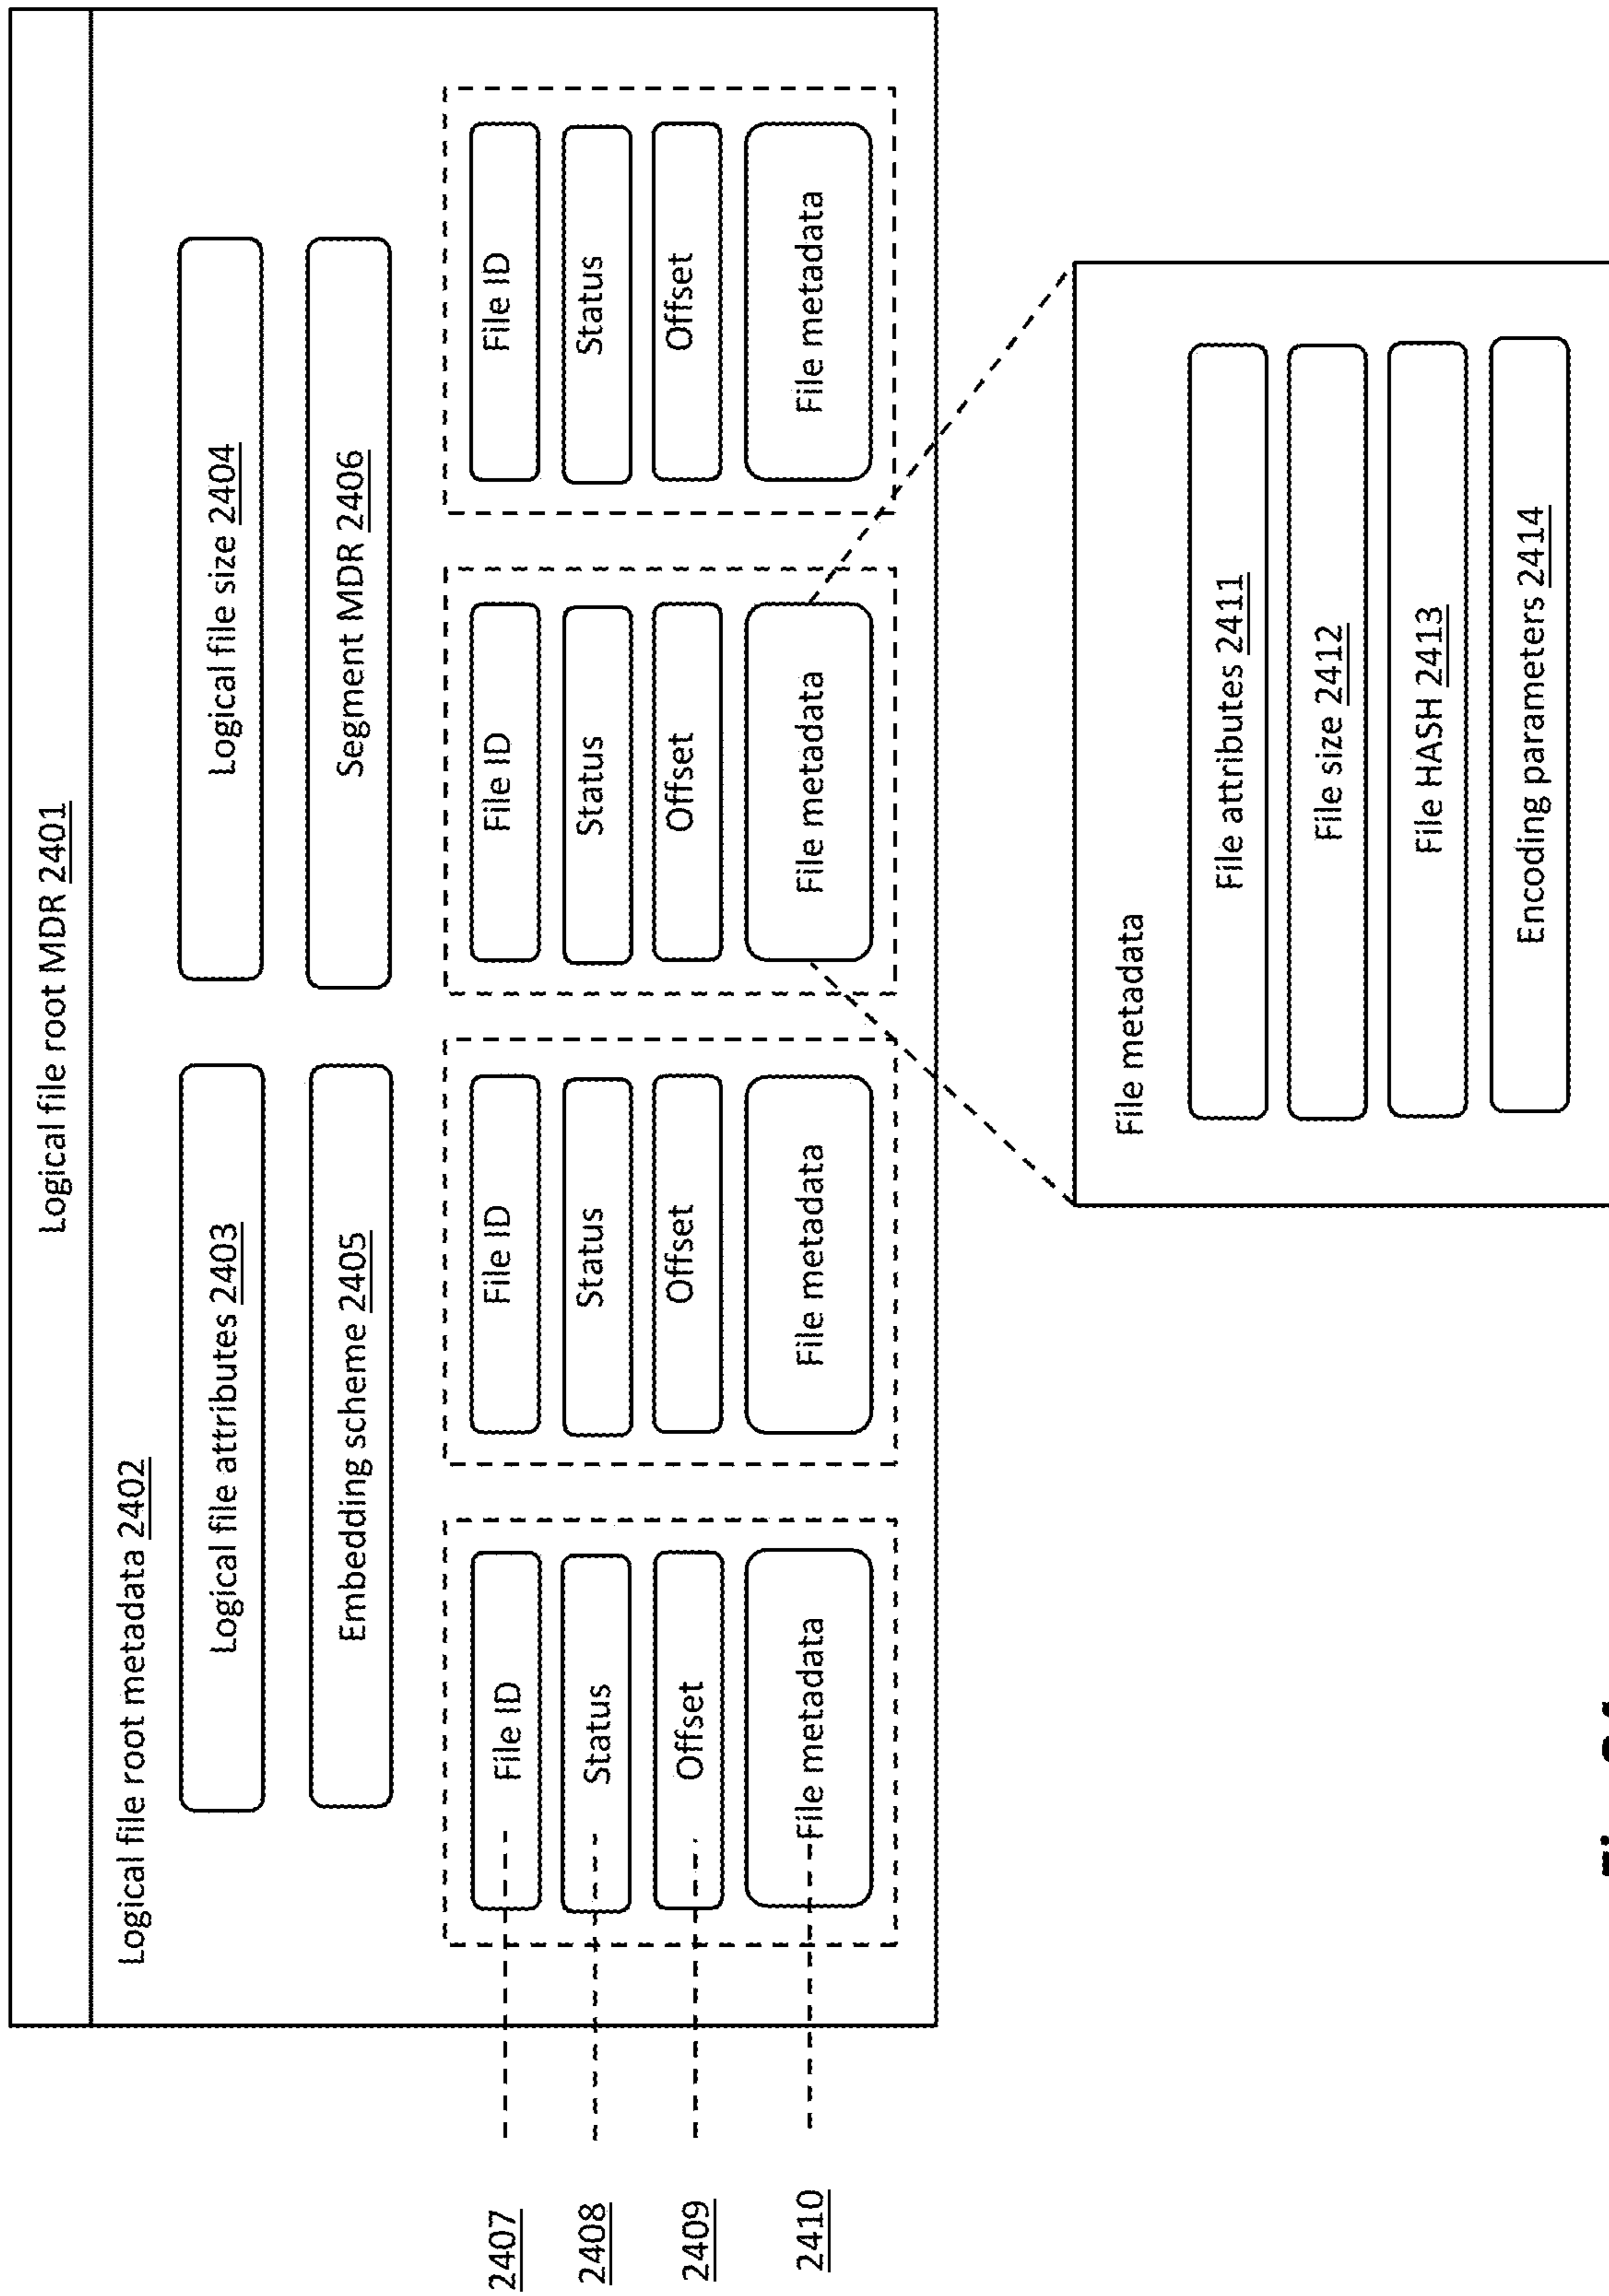 Logical file root MDR 2401
Logical file root metadata 2402
Logical file attributes 2403
Logical file size 2404
Embedding scheme 2405
Segment MDR 2406
2407
File ID
File ID
File ID
File ID
2408
Status
Status
Status
Status
2409
Offset
Offset
Offset
Offset
2410
File metadata
File metadata
File metadata
File metadata
File metadata
File attributes 2411
File size 2412
File HASH 2413
Encoding parameters 2414